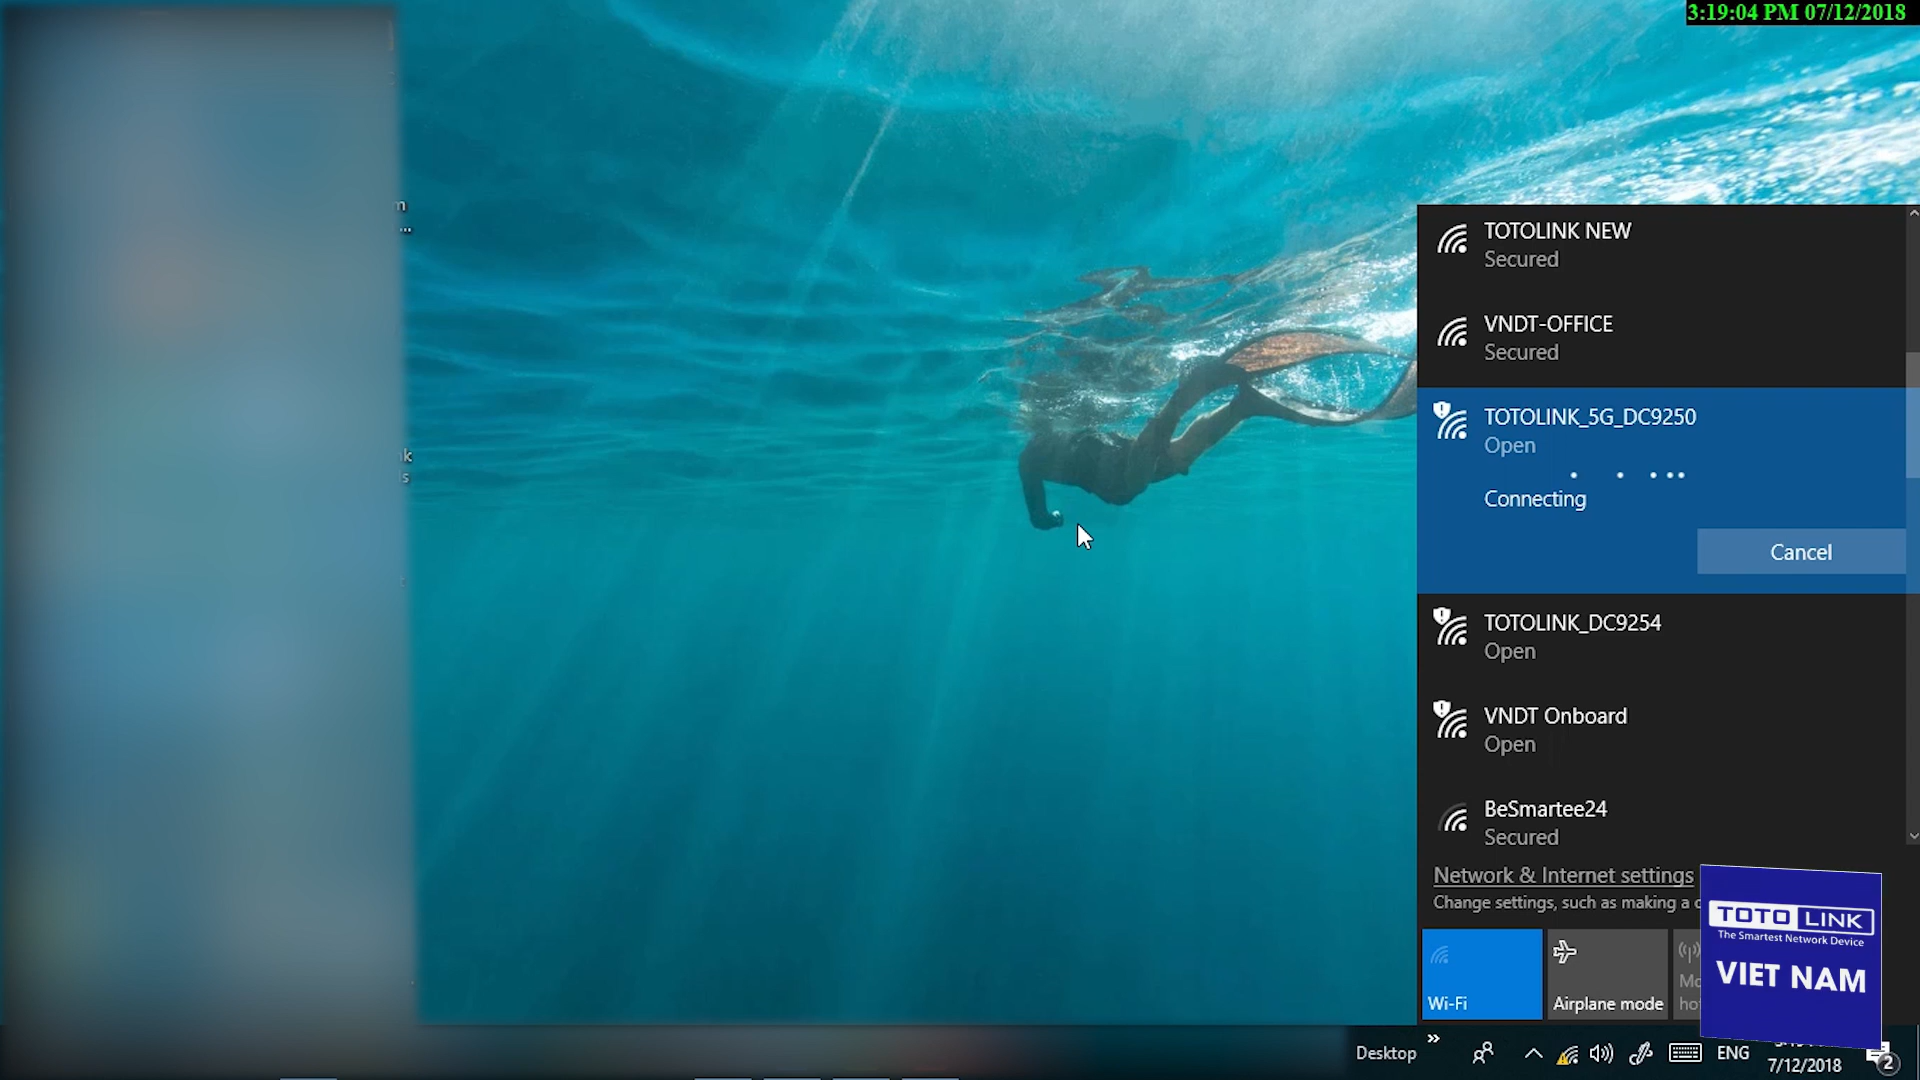 3:19:04 PM 07/12/2018
TOTOLINK NEW
Secured
VNDT-OFFICE
Secured
TOTOLINK_5G_DC9250
Open
Connecting
Cancel
TOTOLINK_DC9254
Open
VNDT Onboard
Open
BeSmartee24
Secured
Network & Internet settings
Change settings, such as making a
TOTO LINK
The Smartest Network Device
VIET NAM
Wi-Fi
Airplane mode
Desktop
ENG
7/12/2018
2